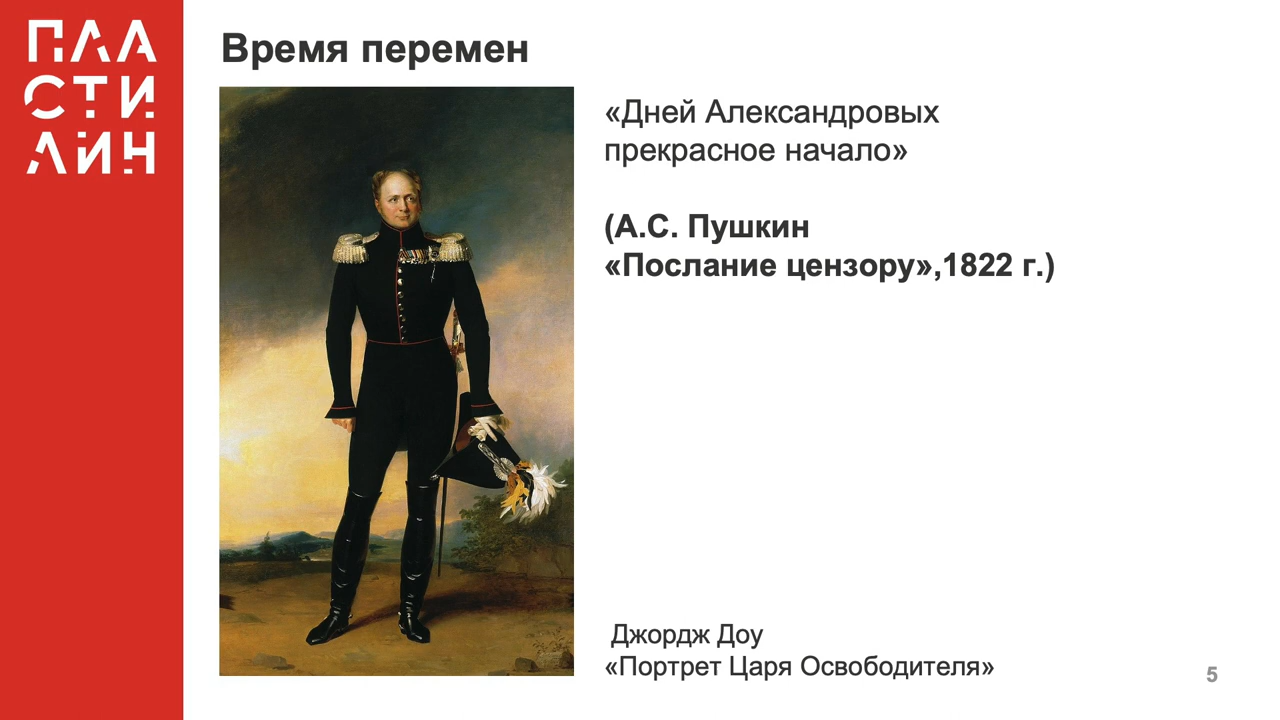 ПЛА
СТИ
ЛИН
Время перемен
«Дней Александровых
прекрасное начало»
(А.С. Пушкин
«Послание цензору»,1822 г.)
Джордж Доу
«Портрет Царя Освободителя»
5